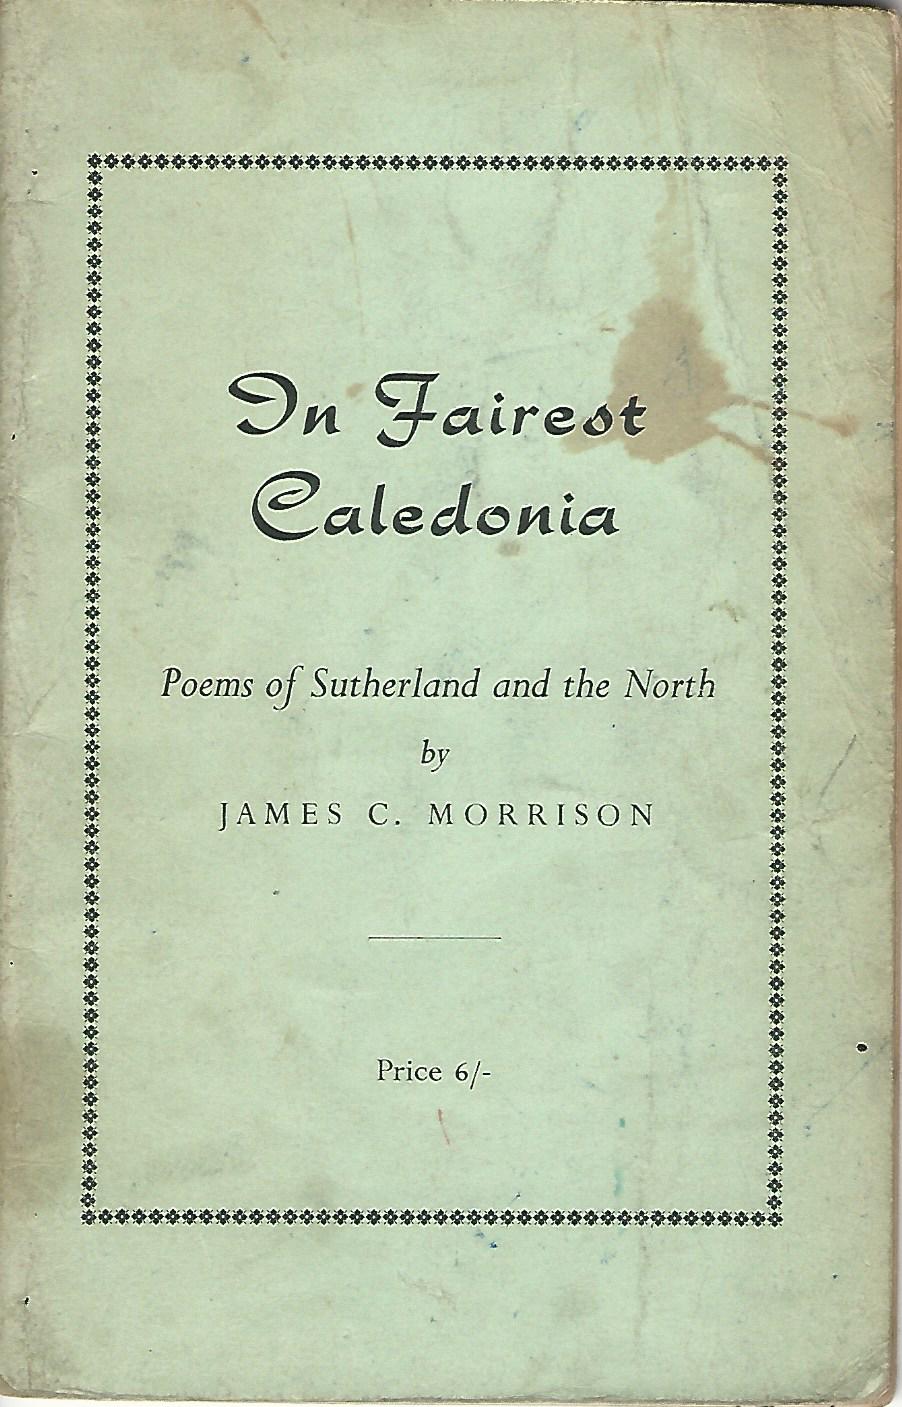 In Fairest
Caledonia
Poems of Sutherland and the North
by
JAMES C. MORRISON
Price 6/-